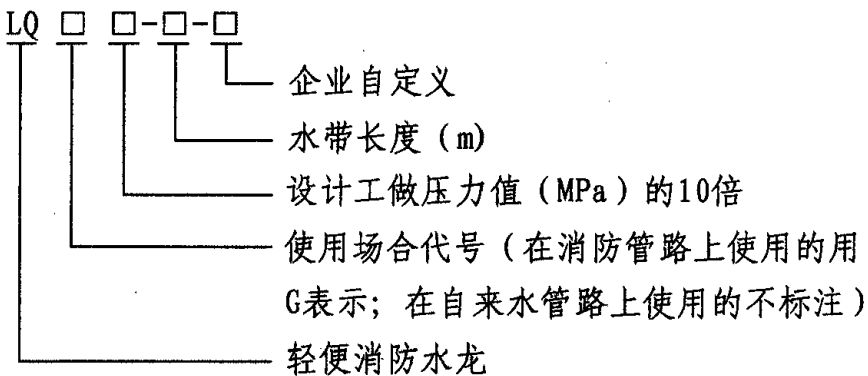 LQ □ □-□-□
企业自定义
水带长度（m）
设计工做压力值（MPa）的10倍
使用场合代号（在消防管路上使用的用
G表示；在自来水管路上使用的不标注）
轻便消防水龙